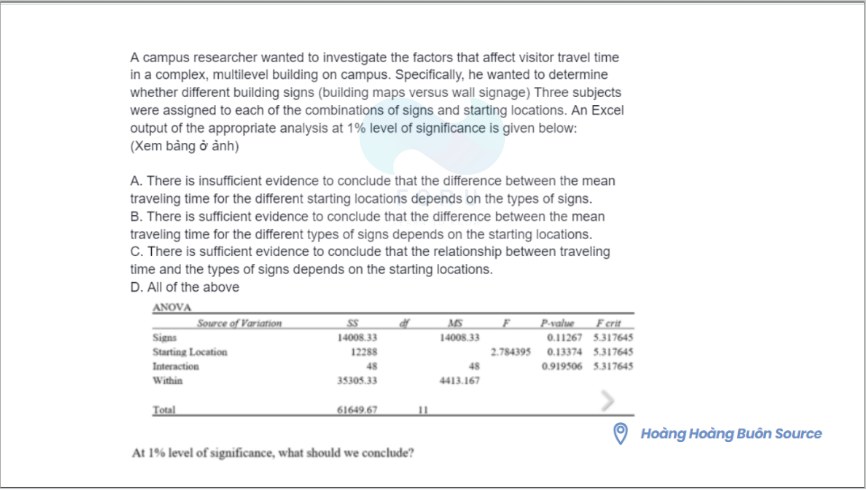 A campus researcher wanted to investigate the factors that affect visitor travel time
in a complex, multilevel building on campus. Specifically, he wanted to determine
whether different building signs (building maps versus wall signage) Three subjects
were assigned to each of the combinations of signs and starting locations. An Excel
output of the appropriate analysis at 1% level of significance is given below:
(Xem bảng ở ảnh)
A. There is insufficient evidence to conclude that the difference between the mean
traveling time for the different starting locations depends on the types of signs.
B. There is sufficient evidence to conclude that the difference between the mean
traveling time for the different types of signs depends on the starting locations.
C. There is sufficient evidence to conclude that the relationship between traveling
time and the types of signs depends on the starting locations.
D. All of the above
ANOVA
Source of Variation SS df MS F P-value F crit
Signs 14008.33 14008.33 0.11267 5.317645
Starting Location 12288 2.784395 0.13374 5.317645
Interaction 48 48 0.919506 5.317645
Within 35305.33 4413.167
Total 61649.67 11
Hoàng Hoàng Buôn Source
At 1% level of significance, what should we conclude?